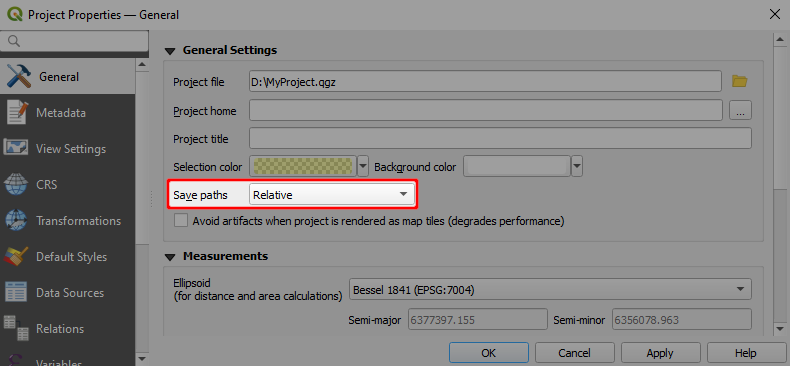 Project Properties — General
General
Metadata
View Settings
CRS
Transformations
Default Styles
Data Sources
Relations
Variables
General Settings
Project file D:\MyProject.qgz
Project home ...
Project title
Selection color Background color
Save paths Relative
Avoid artifacts when project is rendered as map tiles (degrades performance)
Measurements
Ellipsoid
(for distance and area calculations) Bessel 1841 (EPSG:7004)
Semi-major 6377397.155 Semi-minor 6356078.963
OK Cancel Apply Help